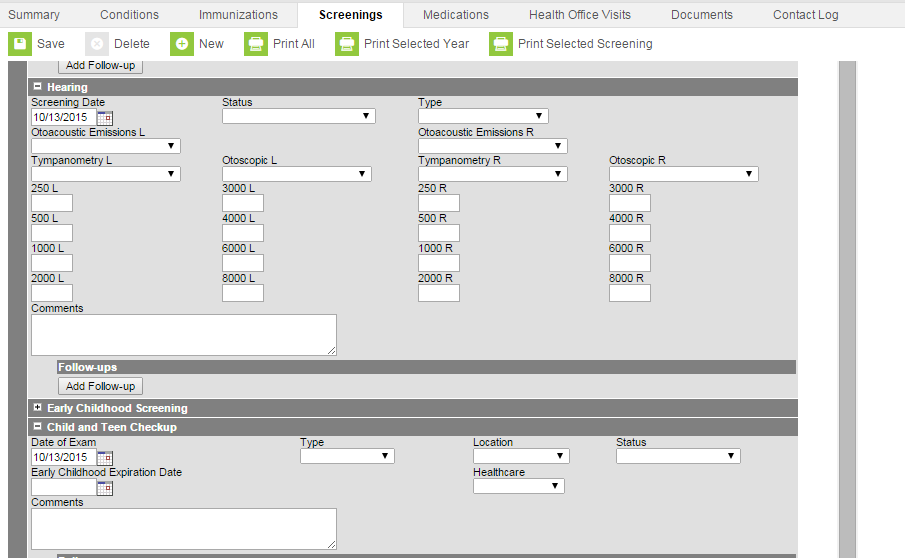 Summary Conditions Immunizations Screenings Medications Health Office Visits Documents Contact Log
Save Delete New Print All Print Selected Year Print Selected Screening
Add Follow-up
Hearing
Screening Date Status Type
10/13/2015
Otoacoustic Emissions L Otoacoustic Emissions R
Tympanometry L Otoscopic L Tympanometry R Otoscopic R
250 L 3000 L 250 R 3000 R
500 L 4000 L 500 R 4000 R
1000 L 6000 L 1000 R 6000 R
2000 L 8000 L 2000 R 8000 R
Comments
Follow-ups
Add Follow-up
Early Childhood Screening
Child and Teen Checkup
Date of Exam Type Location Status
10/13/2015
Early Childhood Expiration Date Healthcare
Comments